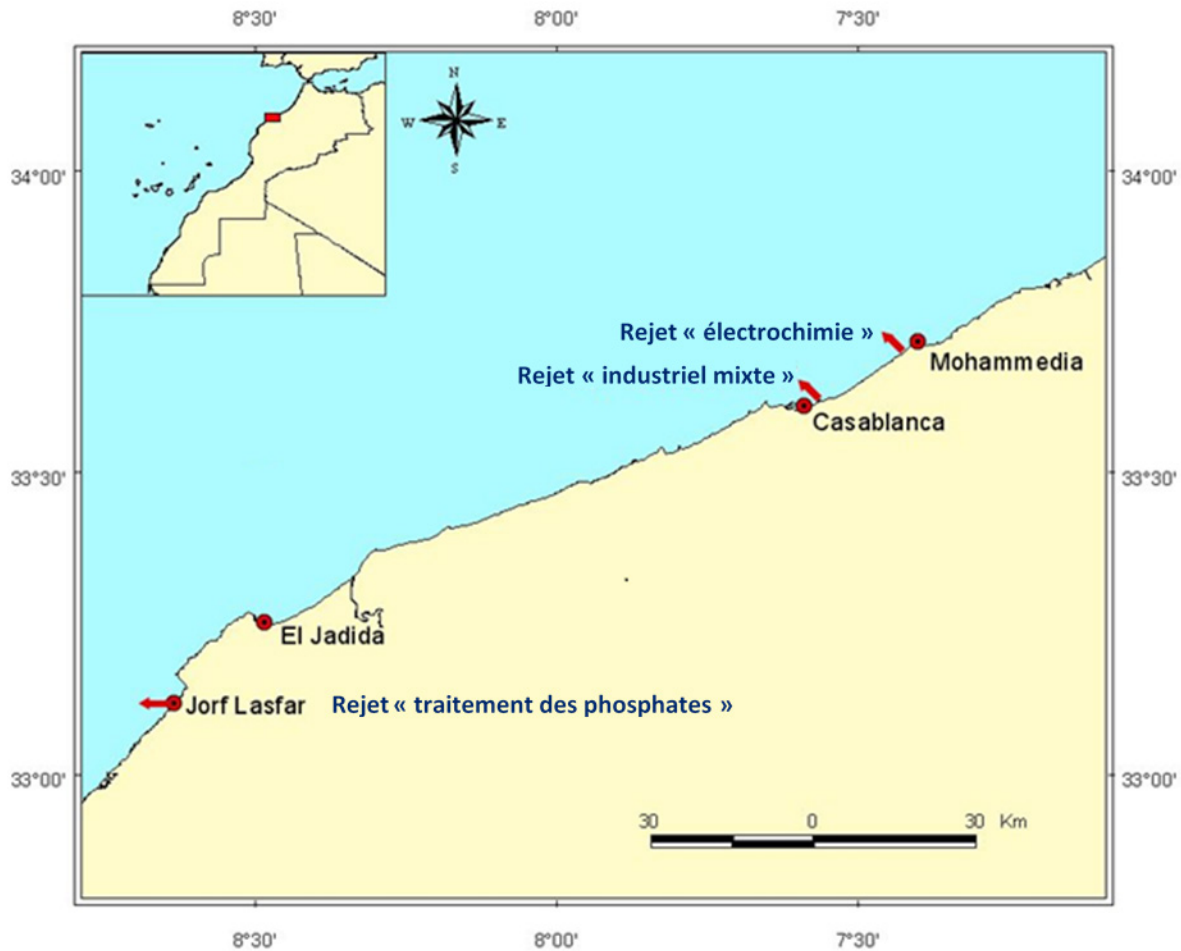 8°30' 8°00' 7°30'
N
W E
S
34°00' 34°00'
Rejet « électrochimie »
Mohammedia
Rejet « industriel mixte »
Casablanca
33°30' 33°30'
El Jadida
Jorf Lasfar Rejet « traitement des phosphates »
33°00' 33°00'
30 0 30 Km
8°30' 8°00' 7°30'